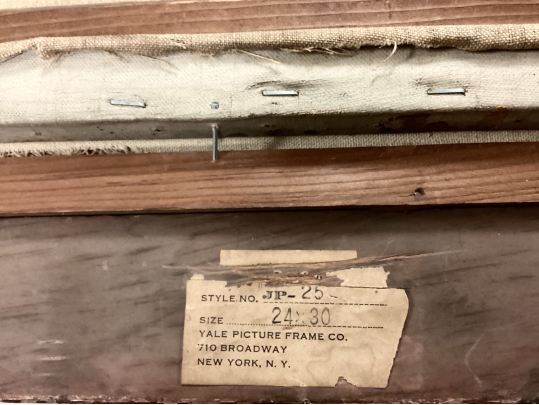 STYLE NO. JP-25
SIZE 24x30
YALE PICTURE FRAME CO.
710 BROADWAY
NEW YORK, N. Y.